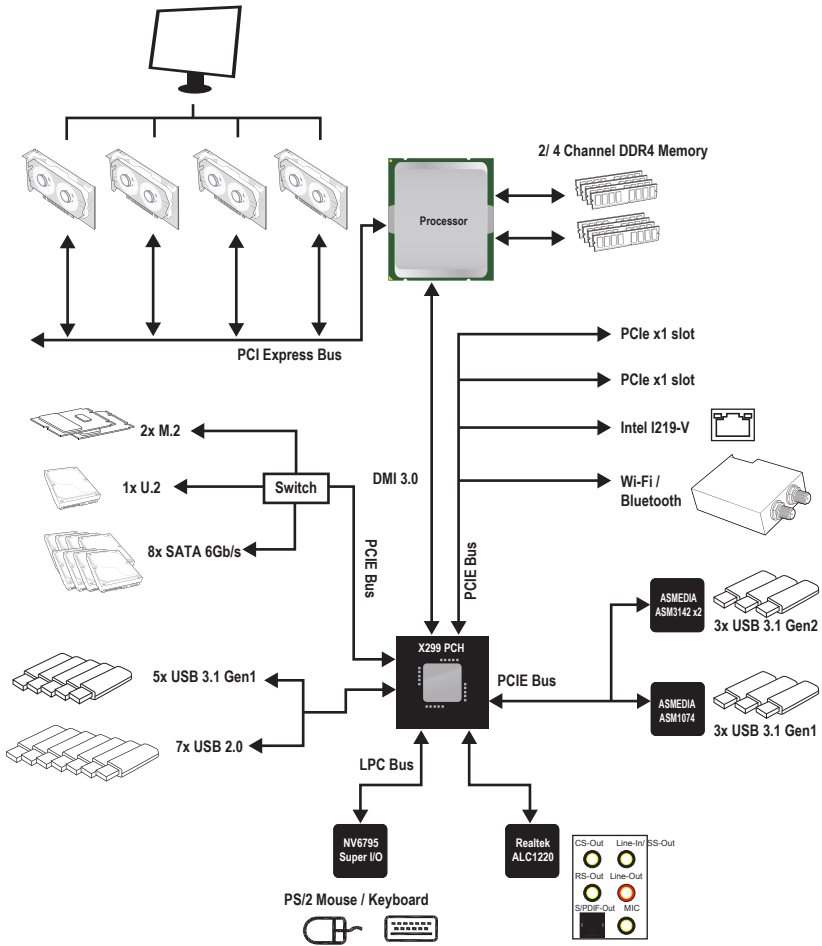 2/ 4 Channel DDR4 Memory
Processor
PCI Express Bus
PCIe x1 slot
PCIe x1 slot
Intel I219-V
Wi-Fi /
Bluetooth
2x M.2
1x U.2
Switch
8x SATA 6Gb/s
DMI 3.0
PCIE Bus
PCIE Bus
ASMEDIA
ASM3142 x2
3x USB 3.1 Gen2
X299 PCH
PCIE Bus
5x USB 3.1 Gen1
7x USB 2.0
ASMEDIA
ASM1074
3x USB 3.1 Gen1
LPC Bus
NV6795
Super I/O
Realtek
ALC1220
CS-Out Line-In/ SS-Out
RS-Out Line-Out
S/PDIF-Out MIC
PS/2 Mouse / Keyboard